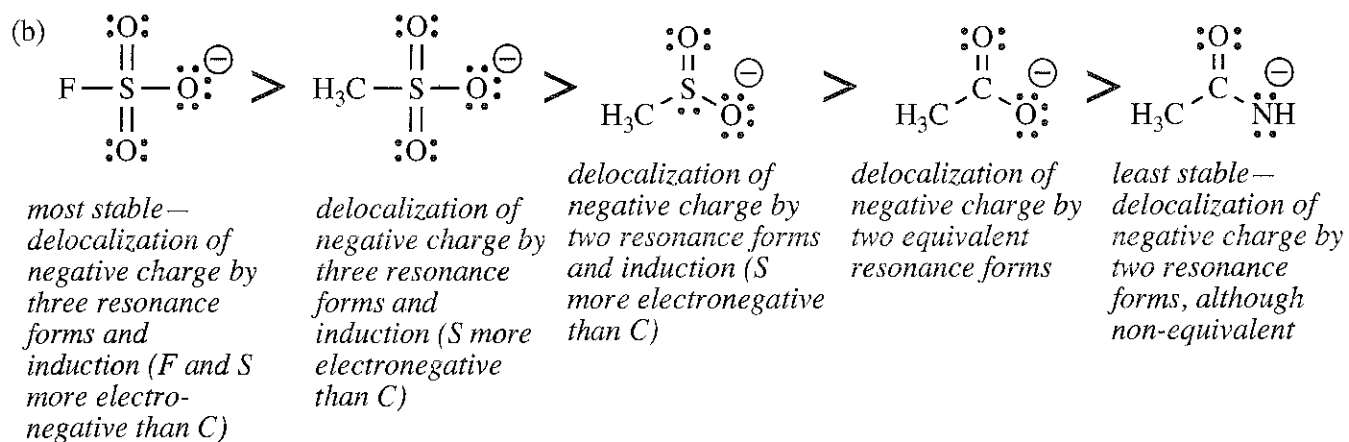 (b)
:O: :O: :O: :O: :O:
F—S—O:⊖ > H₃C—S—O:⊖ > H₃C S O:⊖ > H₃C C O:⊖ > H₃C C NH⊖
:O: :O:
most stable— delocalization of delocalization of delocalization of least stable—
delocalization of negative charge by negative charge by negative charge by delocalization of
negative charge by three resonance two resonance forms two equivalent negative charge by
three resonance forms and and induction (S resonance forms two resonance
forms and induction (S more more electronegative forms, although
induction (F and S electronegative than C) non-equivalent
more electro- than C)
negative than C)